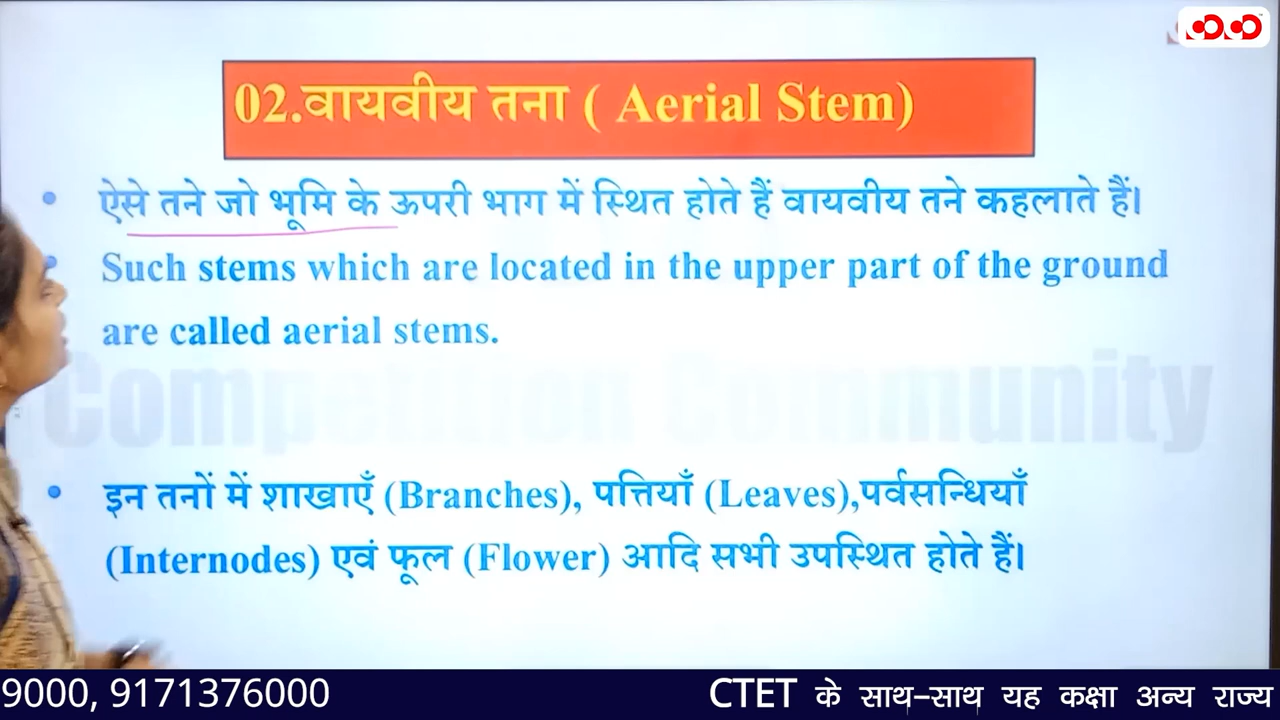 02.वायवीय तना ( Aerial Stem)
ऐसे तने जो भूमि के ऊपरी भाग में स्थित होते हैं वायवीय तने कहलाते हैं।
Such stems which are located in the upper part of the ground
are called aerial stems.
Competition Community
इन तनों में शाखाएँ (Branches), पत्तियाँ (Leaves),पर्वसन्धियाँ
(Internodes) एवं फूल (Flower) आदि सभी उपस्थित होते हैं।
9000, 9171376000
CTET के साथ-साथ यह कक्षा अन्य राज्य